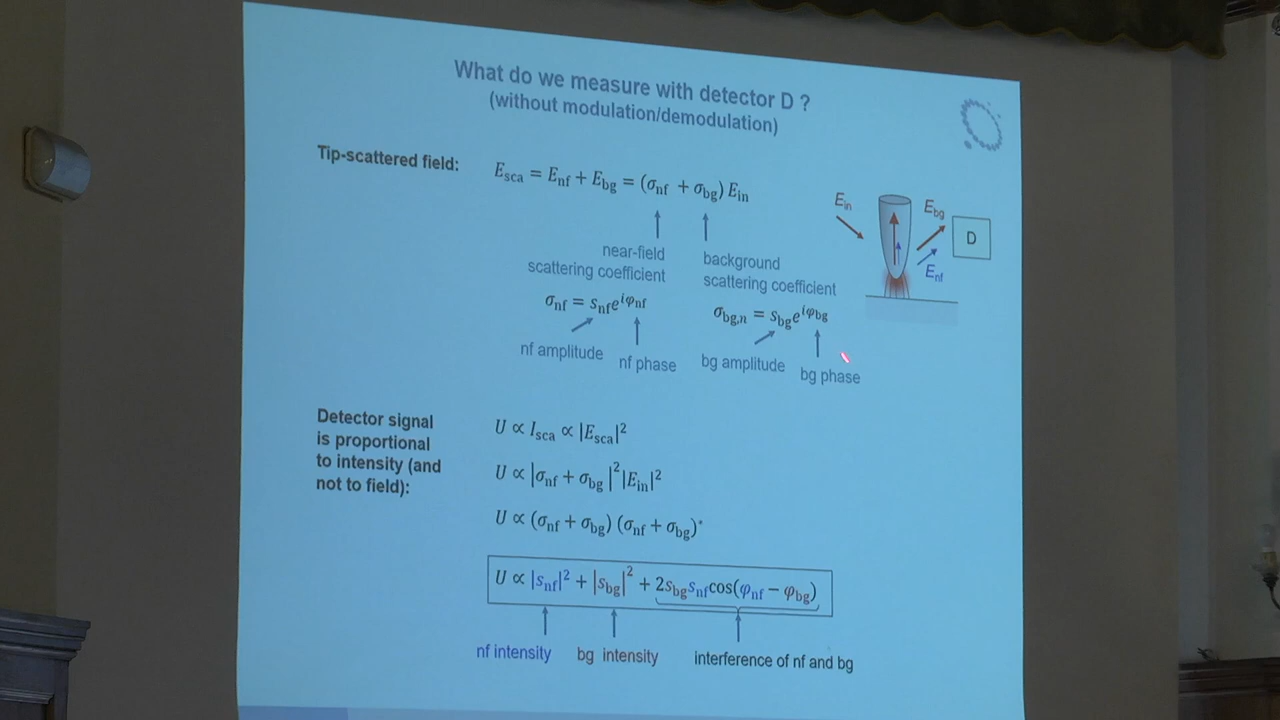 What do we measure with detector D ?
(without modulation/demodulation)
Tip-scattered field:
E_sca = E_nf + E_bg = (σ_nf + σ_bg) E_in
near-field
scattering coefficient
background
scattering coefficient
σ_nf = s_nf e^{iφ_nf}
σ_bg,n = s_bg e^{iφ_bg}
nf amplitude
nf phase
bg amplitude
bg phase
E_in
E_bg
D
E_nf
Detector signal
is proportional
to intensity (and
not to field):
U ∝ I_sca ∝ |E_sca|²
U ∝ |σ_nf + σ_bg|²|E_in|²
U ∝ (σ_nf + σ_bg) (σ_nf + σ_bg)*
U ∝ |s_nf|² + |s_bg|² + 2s_bg s_nf cos(φ_nf − φ_bg)
nf intensity
bg intensity
interference of nf and bg